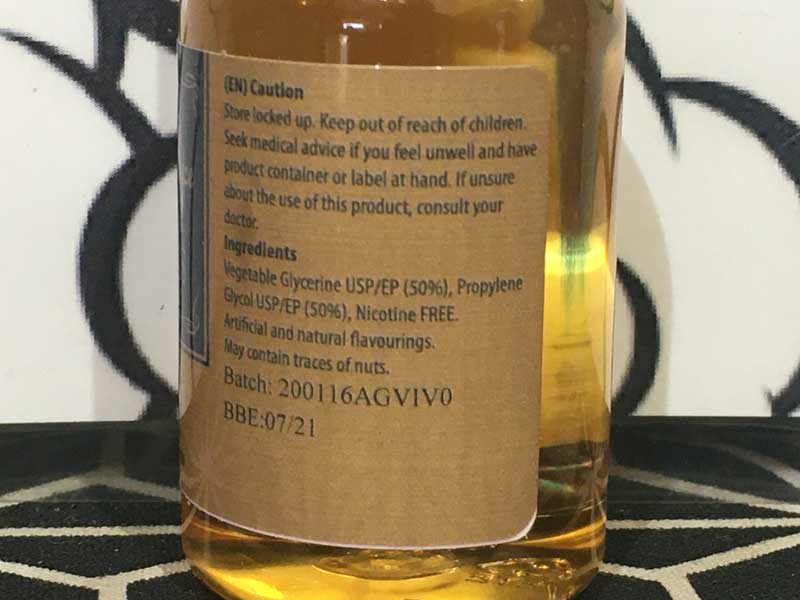 (EN) Caution
Store locked up. Keep out of reach of children.
Seek medical advice if you feel unwell and have
product container or label at hand. If unsure
about the use of this product, consult your
doctor.
Ingredients
Vegetable Glycerine USP/EP (50%), Propylene
Glycol USP/EP (50%), Nicotine FREE.
Artificial and natural flavourings.
May contain traces of nuts.
Batch: 200116AGVIV0
BBE:07/21